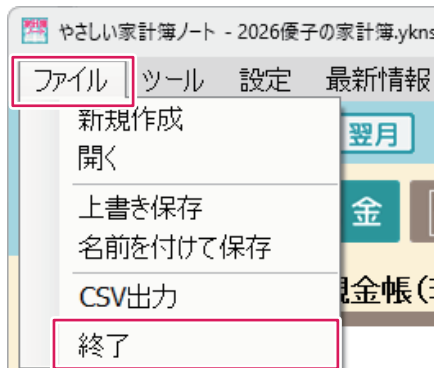 やさしい家計簿ノート - 2026優子の家計簿.ykns
ファイル ツール 設定 最新情報
新規作成
翌月
開く
上書き保存
金
名前を付けて保存
CSV出力
金帳(
終了